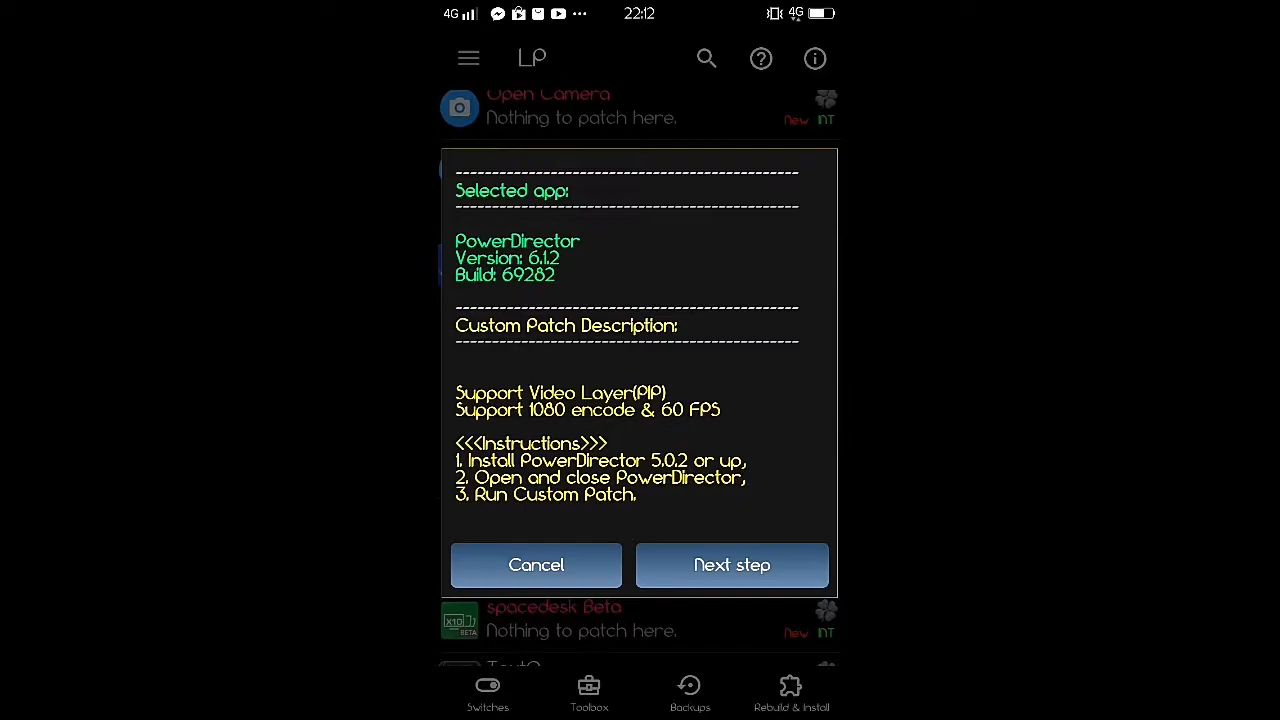 4G 22:12 4G
LP
Open Camera
Nothing to patch here.
New INT
------------------------------------------------
Selected app:
------------------------------------------------
PowerDirector
Version: 6.1.2
Build: 69282
------------------------------------------------
Custom Patch Description:
------------------------------------------------
Support Video Layer(PIP)
Support 1080 encode & 60 FPS
<<<Instructions>>>
1. Install PowerDirector 5.0.2 or up,
2. Open and close PowerDirector,
3. Run Custom Patch.
Cancel Next step
spacedesk Beta
X10
BETA
Nothing to patch here.
New INT
Switches Toolbox Backups Rebuild & Install